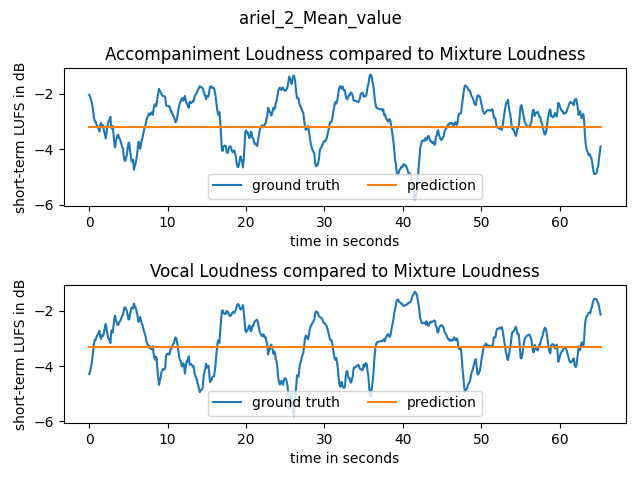 ariel_2_Mean_value
Accompaniment Loudness compared to Mixture Loudness
short-term LUFS in dB
−2
−4
−6
ground truth
prediction
0
10
20
30
40
50
60
time in seconds
Vocal Loudness compared to Mixture Loudness
short-term LUFS in dB
−2
−4
−6
ground truth
prediction
0
10
20
30
40
50
60
time in seconds